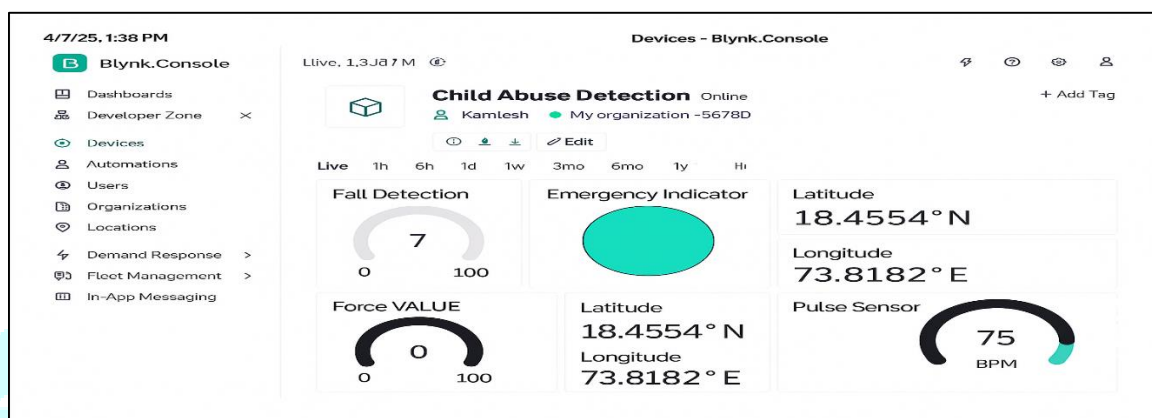 4/7/25, 1:38 PM
Devices - Blynk.Console
B Blynk.Console
Dashboards
Developer Zone
Devices
Automations
Users
Organizations
Locations
Demand Response >
Fleet Management >
In-App Messaging
Child Abuse Detection Online
+ Add Tag
Kamlesh My organization -5678D
Edit
Live 1h 6h 1d 1w 3mo 6mo 1y
Fall Detection
7
0 100
Emergency Indicator
Latitude
18.4554° N
Longitude
73.8182° E
Force VALUE
0
0 100
Latitude
18.4554° N
Longitude
73.8182° E
Pulse Sensor
75
BPM